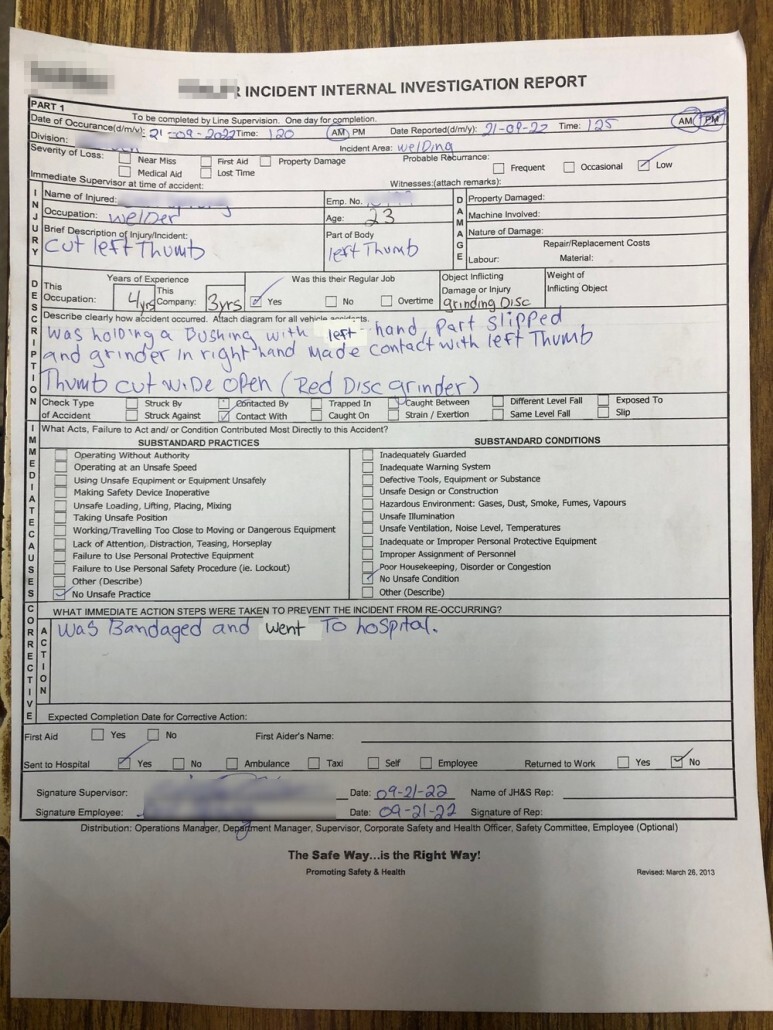 INCIDENT INTERNAL INVESTIGATION REPORT
PART 1
To be completed by Line Supervision. One day for completion.
Date of Occurance(d/m/y): 21-09-2022 Time: 120 AM PM Date Reported(d/m/y): 21-09-22 Time: 125 AM PM
Division: Incident Area: welding
Severity of Loss: Near Miss First Aid Property Damage Probable Recurrance: Frequent Occasional Low
Medical Aid Lost Time
Immediate Supervisor at time of accident: Witnesses:(attach remarks):
INJURY
Name of Injured: Emp. No.
Occupation: welder Age: 23
Brief Description of Injury/Incident: Part of Body
cut left Thumb left Thumb
DAMAGE
Property Damaged:
Machine Involved:
Nature of Damage:
Repair/Replacement Costs
Labour: Material:
DESCRIPTION
Years of Experience Was this their Regular Job Object Inflicting Weight of
This This Damage or Injury Inflicting Object
Occupation: 4yrs Company: 3yrs Yes No Overtime grinding Disc
Describe clearly how accident occurred. Attach diagram for all vehicle accidents.
Was holding a Bushing with left hand, Part slipped
and grinder in right hand made contact with left Thumb
Thumb cut wide open (Red Disc grinder)
Check Type Struck By Contacted By Trapped In Caught Between Different Level Fall Exposed To
of Accident Struck Against Contact With Caught On Strain / Exertion Same Level Fall Slip
IMMEDIATE CAUSES
What Acts, Failure to Act and/or Condition Contributed Most Directly to this Accident?
SUBSTANDARD PRACTICES
Operating Without Authority
Operating at an Unsafe Speed
Using Unsafe Equipment or Equipment Unsafely
Making Safety Device Inoperative
Unsafe Loading, Lifting, Placing, Mixing
Taking Unsafe Position
Working/Travelling Too Close to Moving or Dangerous Equipment
Lack of Attention, Distraction, Teasing, Horseplay
Failure to Use Personal Protective Equipment
Failure to Use Personal Safety Procedure (ie. Lockout)
Other (Describe)
No Unsafe Practice
SUBSTANDARD CONDITIONS
Inadequately Guarded
Inadequate Warning System
Defective Tools, Equipment or Substance
Unsafe Design or Construction
Hazardous Environment: Gases, Dust, Smoke, Fumes, Vapours
Unsafe Illumination
Unsafe Ventilation, Noise Level, Temperatures
Inadequate or Improper Personal Protective Equipment
Improper Assignment of Personnel
Poor Housekeeping, Disorder or Congestion
No Unsafe Condition
Other (Describe)
CORRECTIVE
ACTION
WHAT IMMEDIATE ACTION STEPS WERE TAKEN TO PREVENT THE INCIDENT FROM RE-OCCURRING?
Was Bandaged and went To hospital.
Expected Completion Date for Corrective Action:
First Aid Yes No First Aider's Name:
Sent to Hospital Yes No Ambulance Taxi Self Employee Returned to Work Yes No
Signature Supervisor: Date: 09-21-22 Name of JH&S Rep:
Signature Employee: Date: 09-21-22 Signature of Rep:
Distribution: Operations Manager, Department Manager, Supervisor, Corporate Safety and Health Officer, Safety Committee, Employee (Optional)
The Safe Way...is the Right Way!
Promoting Safety & Health
Revised: March 26, 2013